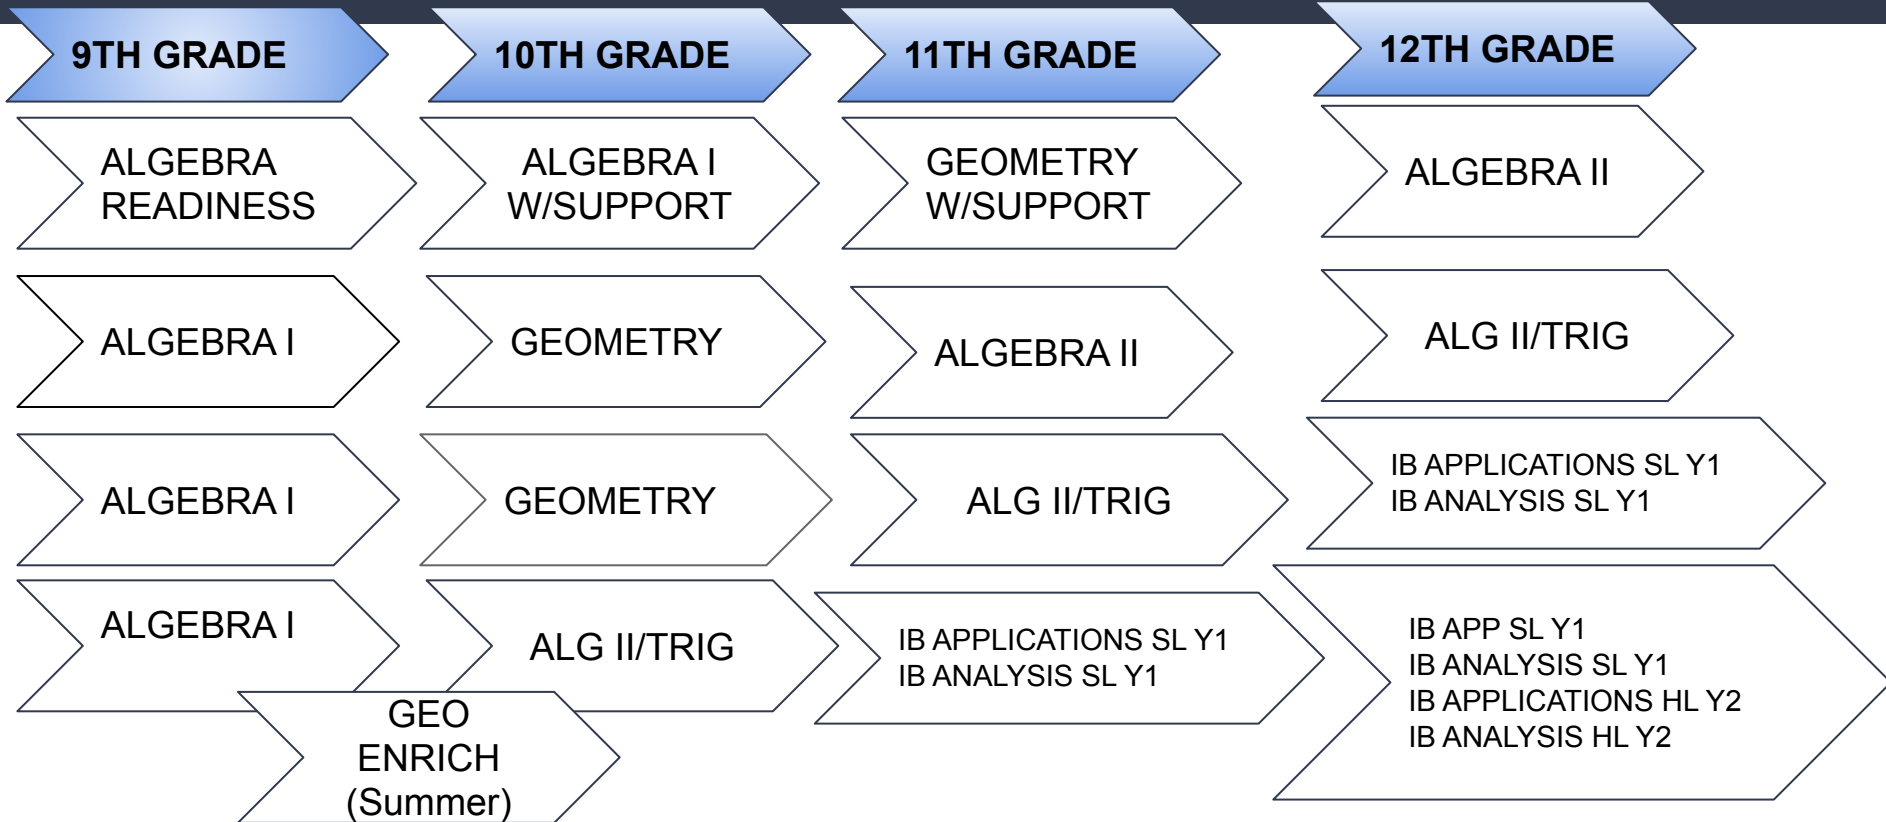 9TH GRADE
10TH GRADE
11TH GRADE
12TH GRADE
ALGEBRA
READINESS
ALGEBRA I
W/SUPPORT
GEOMETRY
W/SUPPORT
ALGEBRA II
ALGEBRA I
GEOMETRY
ALGEBRA II
ALG II/TRIG
ALGEBRA I
GEOMETRY
ALG II/TRIG
IB APPLICATIONS SL Y1
IB ANALYSIS SL Y1
ALGEBRA I
GEO
ENRICH
(Summer)
ALG II/TRIG
IB APPLICATIONS SL Y1
IB ANALYSIS SL Y1
IB APP SL Y1
IB ANALYSIS SL Y1
IB APPLICATIONS HL Y2
IB ANALYSIS HL Y2